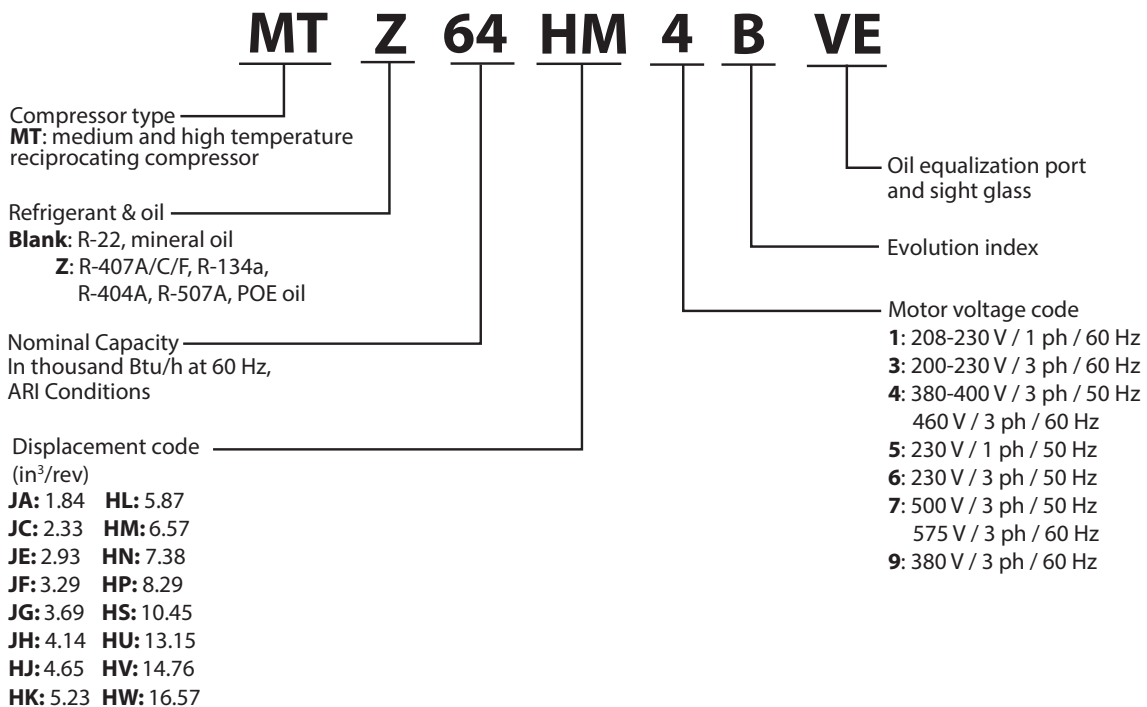 MT Z 64 HM 4 B VE
Compressor type
MT: medium and high temperature
reciprocating compressor
Refrigerant & oil
Blank: R-22, mineral oil
Z: R-407A/C/F, R-134a,
R-404A, R-507A, POE oil
Nominal Capacity
In thousand Btu/h at 60 Hz,
ARI Conditions
Displacement code
(in³/rev)
JA: 1.84 HL: 5.87
JC: 2.33 HM: 6.57
JE: 2.93 HN: 7.38
JF: 3.29 HP: 8.29
JG: 3.69 HS: 10.45
JH: 4.14 HU: 13.15
HJ: 4.65 HV: 14.76
HK: 5.23 HW: 16.57
Oil equalization port
and sight glass
Evolution index
Motor voltage code
1: 208-230 V / 1 ph / 60 Hz
3: 200-230 V / 3 ph / 60 Hz
4: 380-400 V / 3 ph / 50 Hz
460 V / 3 ph / 60 Hz
5: 230 V / 1 ph / 50 Hz
6: 230 V / 3 ph / 50 Hz
7: 500 V / 3 ph / 50 Hz
575 V / 3 ph / 60 Hz
9: 380 V / 3 ph / 60 Hz